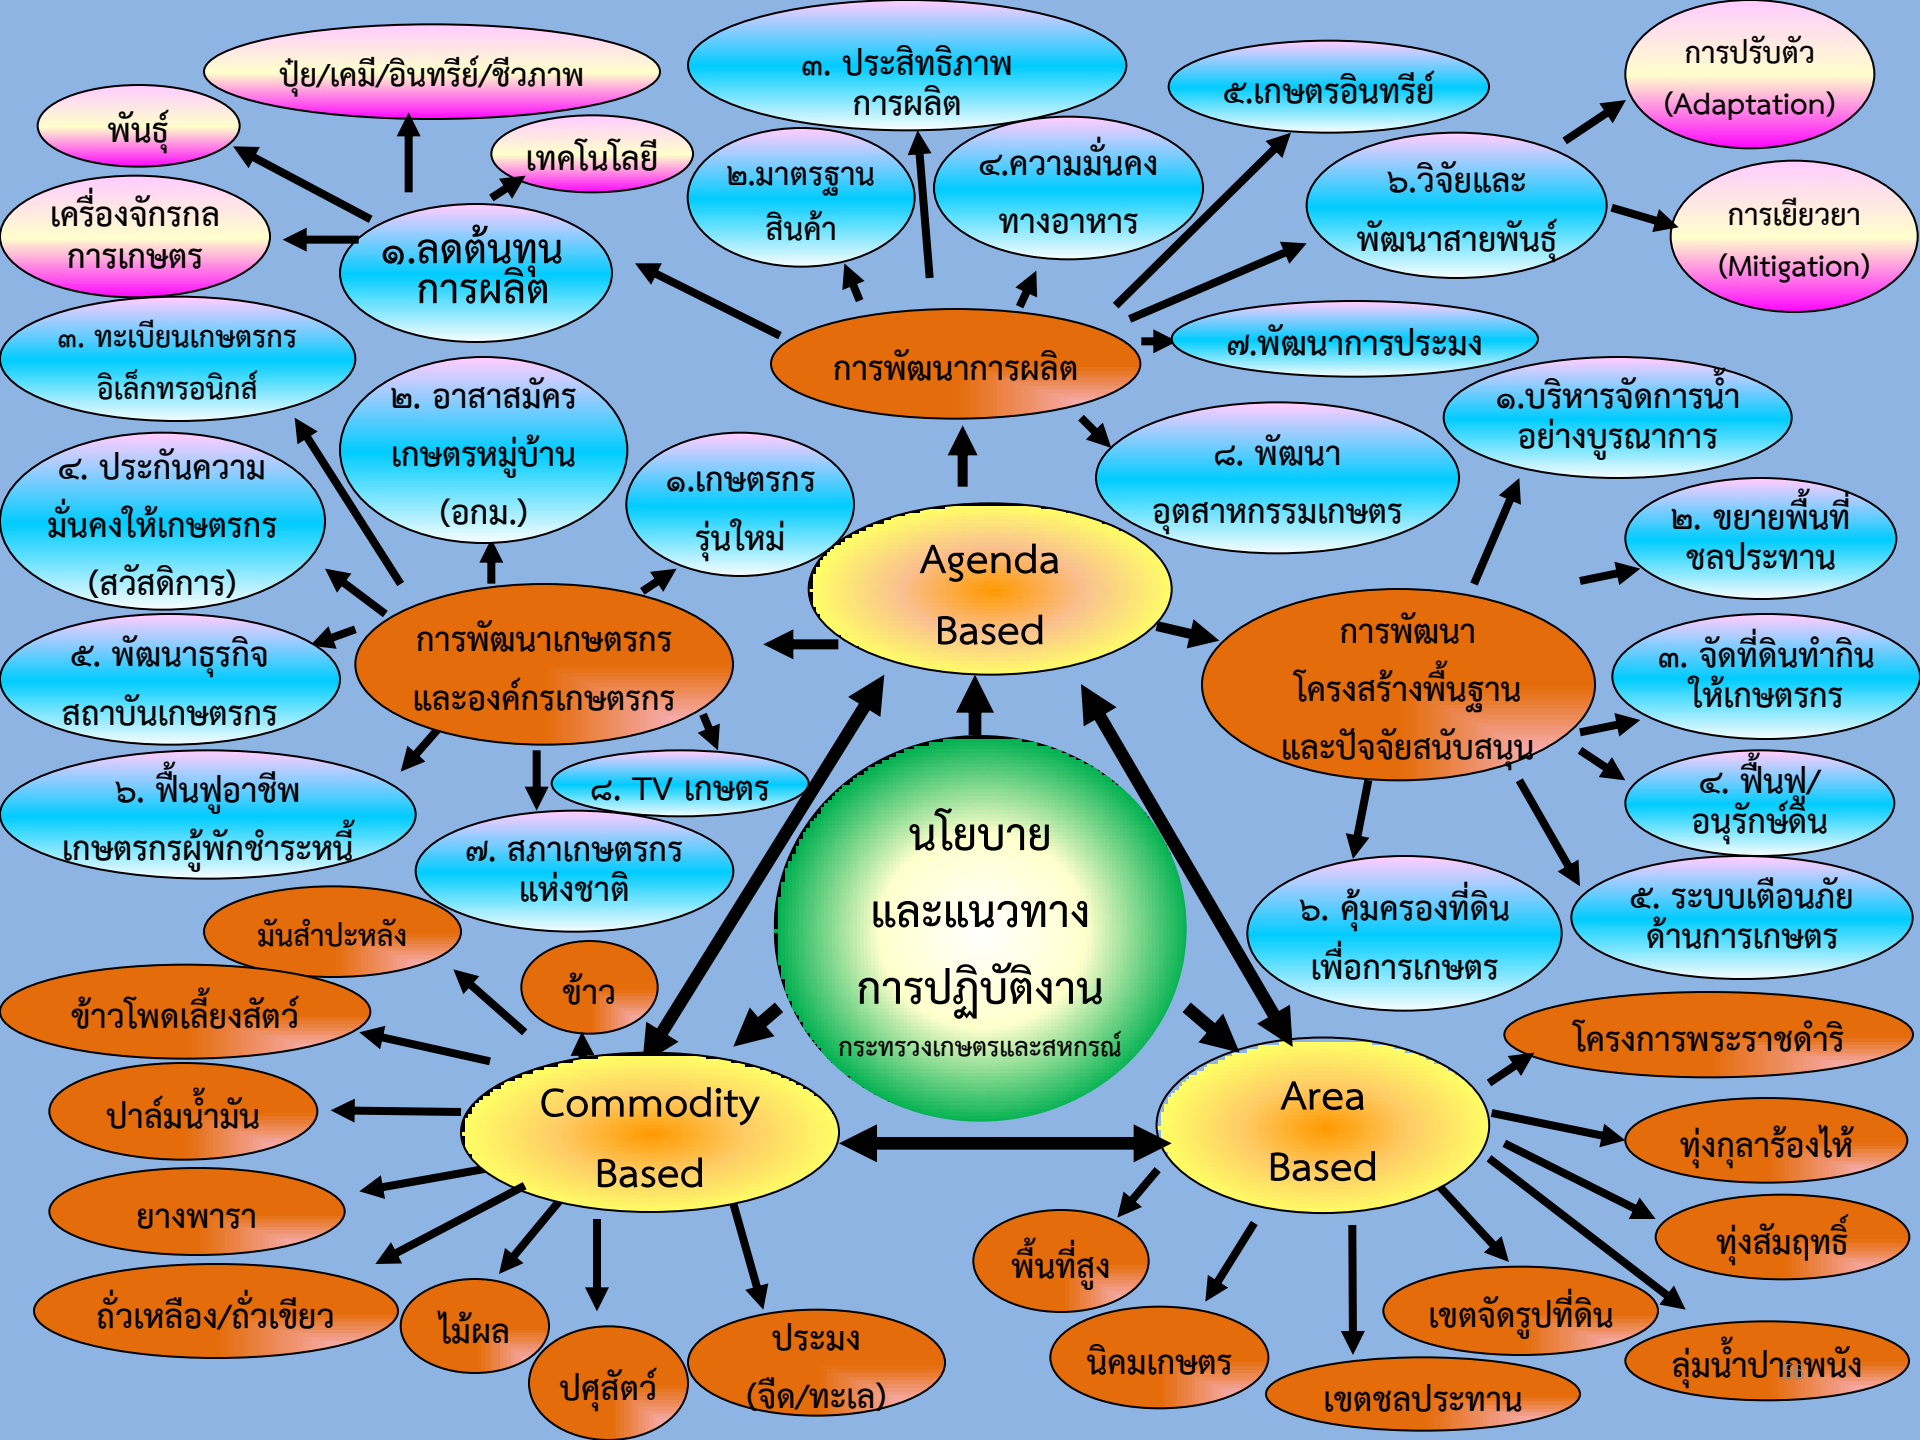 ปุ๋ย/เคมี/อินทรีย์/ชีวภาพ
พันธุ์
เทคโนโลยี
เครื่องจักรกล
การเกษตร
๑.ลดต้นทุน
การผลิต
๓. ประสิทธิภาพ
การผลิต
๒.มาตรฐาน
สินค้า
๔.ความมั่นคง
ทางอาหาร
๕.เกษตรอินทรีย์
๖.วิจัยและ
พัฒนาสายพันธุ์
การปรับตัว
(Adaptation)
การเยียวยา
(Mitigation)
การพัฒนาการผลิต
๗.พัฒนาการประมง
๘. พัฒนา
อุตสาหกรรมเกษตร
๓. ทะเบียนเกษตรกร
อิเล็กทรอนิกส์
๒. อาสาสมัคร
เกษตรหมู่บ้าน
(อกม.)
๑.เกษตรกร
รุ่นใหม่
๔. ประกันความ
มั่นคงให้เกษตรกร
(สวัสดิการ)
๕. พัฒนาธุรกิจ
สถาบันเกษตรกร
การพัฒนาเกษตรกร
และองค์กรเกษตรกร
๖. ฟื้นฟูอาชีพ
เกษตรกรผู้พักชำระหนี้
๘. TV เกษตร
๗. สภาเกษตรกร
แห่งชาติ
Agenda
Based
๑.บริหารจัดการน้ำ
อย่างบูรณาการ
๒. ขยายพื้นที่
ชลประทาน
การพัฒนา
โครงสร้างพื้นฐาน
และปัจจัยสนับสนุน
๓. จัดที่ดินทำกิน
ให้เกษตรกร
๔. ฟื้นฟู/
อนุรักษ์ดิน
๕. ระบบเตือนภัย
ด้านการเกษตร
๖. คุ้มครองที่ดิน
เพื่อการเกษตร
นโยบาย
และแนวทาง
การปฏิบัติงาน
กระทรวงเกษตรและสหกรณ์
มันสำปะหลัง
ข้าว
ข้าวโพดเลี้ยงสัตว์
ปาล์มน้ำมัน
ยางพารา
ถั่วเหลือง/ถั่วเขียว
ไม้ผล
ปศุสัตว์
ประมง
(จืด/ทะเล)
Commodity
Based
Area
Based
โครงการพระราชดำริ
ทุ่งกุลาร้องไห้
ทุ่งสัมฤทธิ์
ลุ่มน้ำปากพนัง
เขตจัดรูปที่ดิน
เขตชลประทาน
นิคมเกษตร
พื้นที่สูง